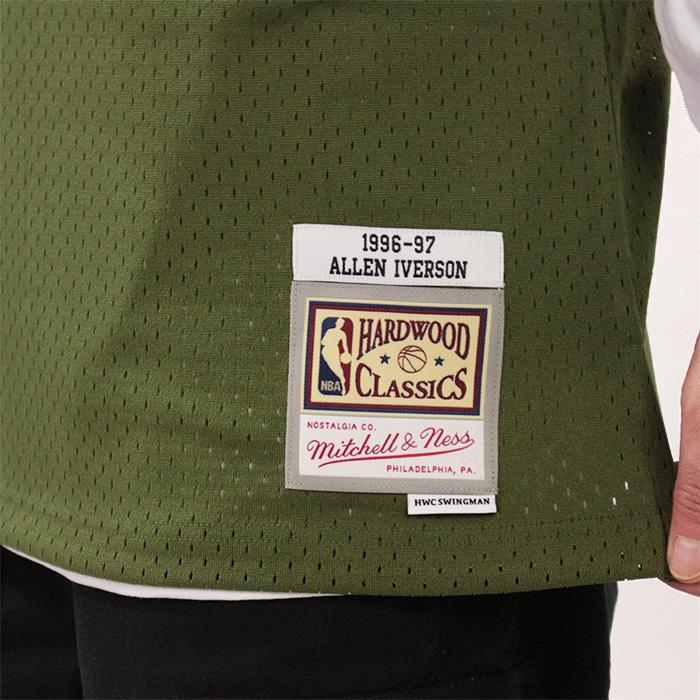 1996-97
ALLEN IVERSON
HARDWOOD
CLASSICS
NBA
NOSTALGIA CO.
Mitchell & Ness
PHILADELPHIA, PA.
HWC SWINGMAN